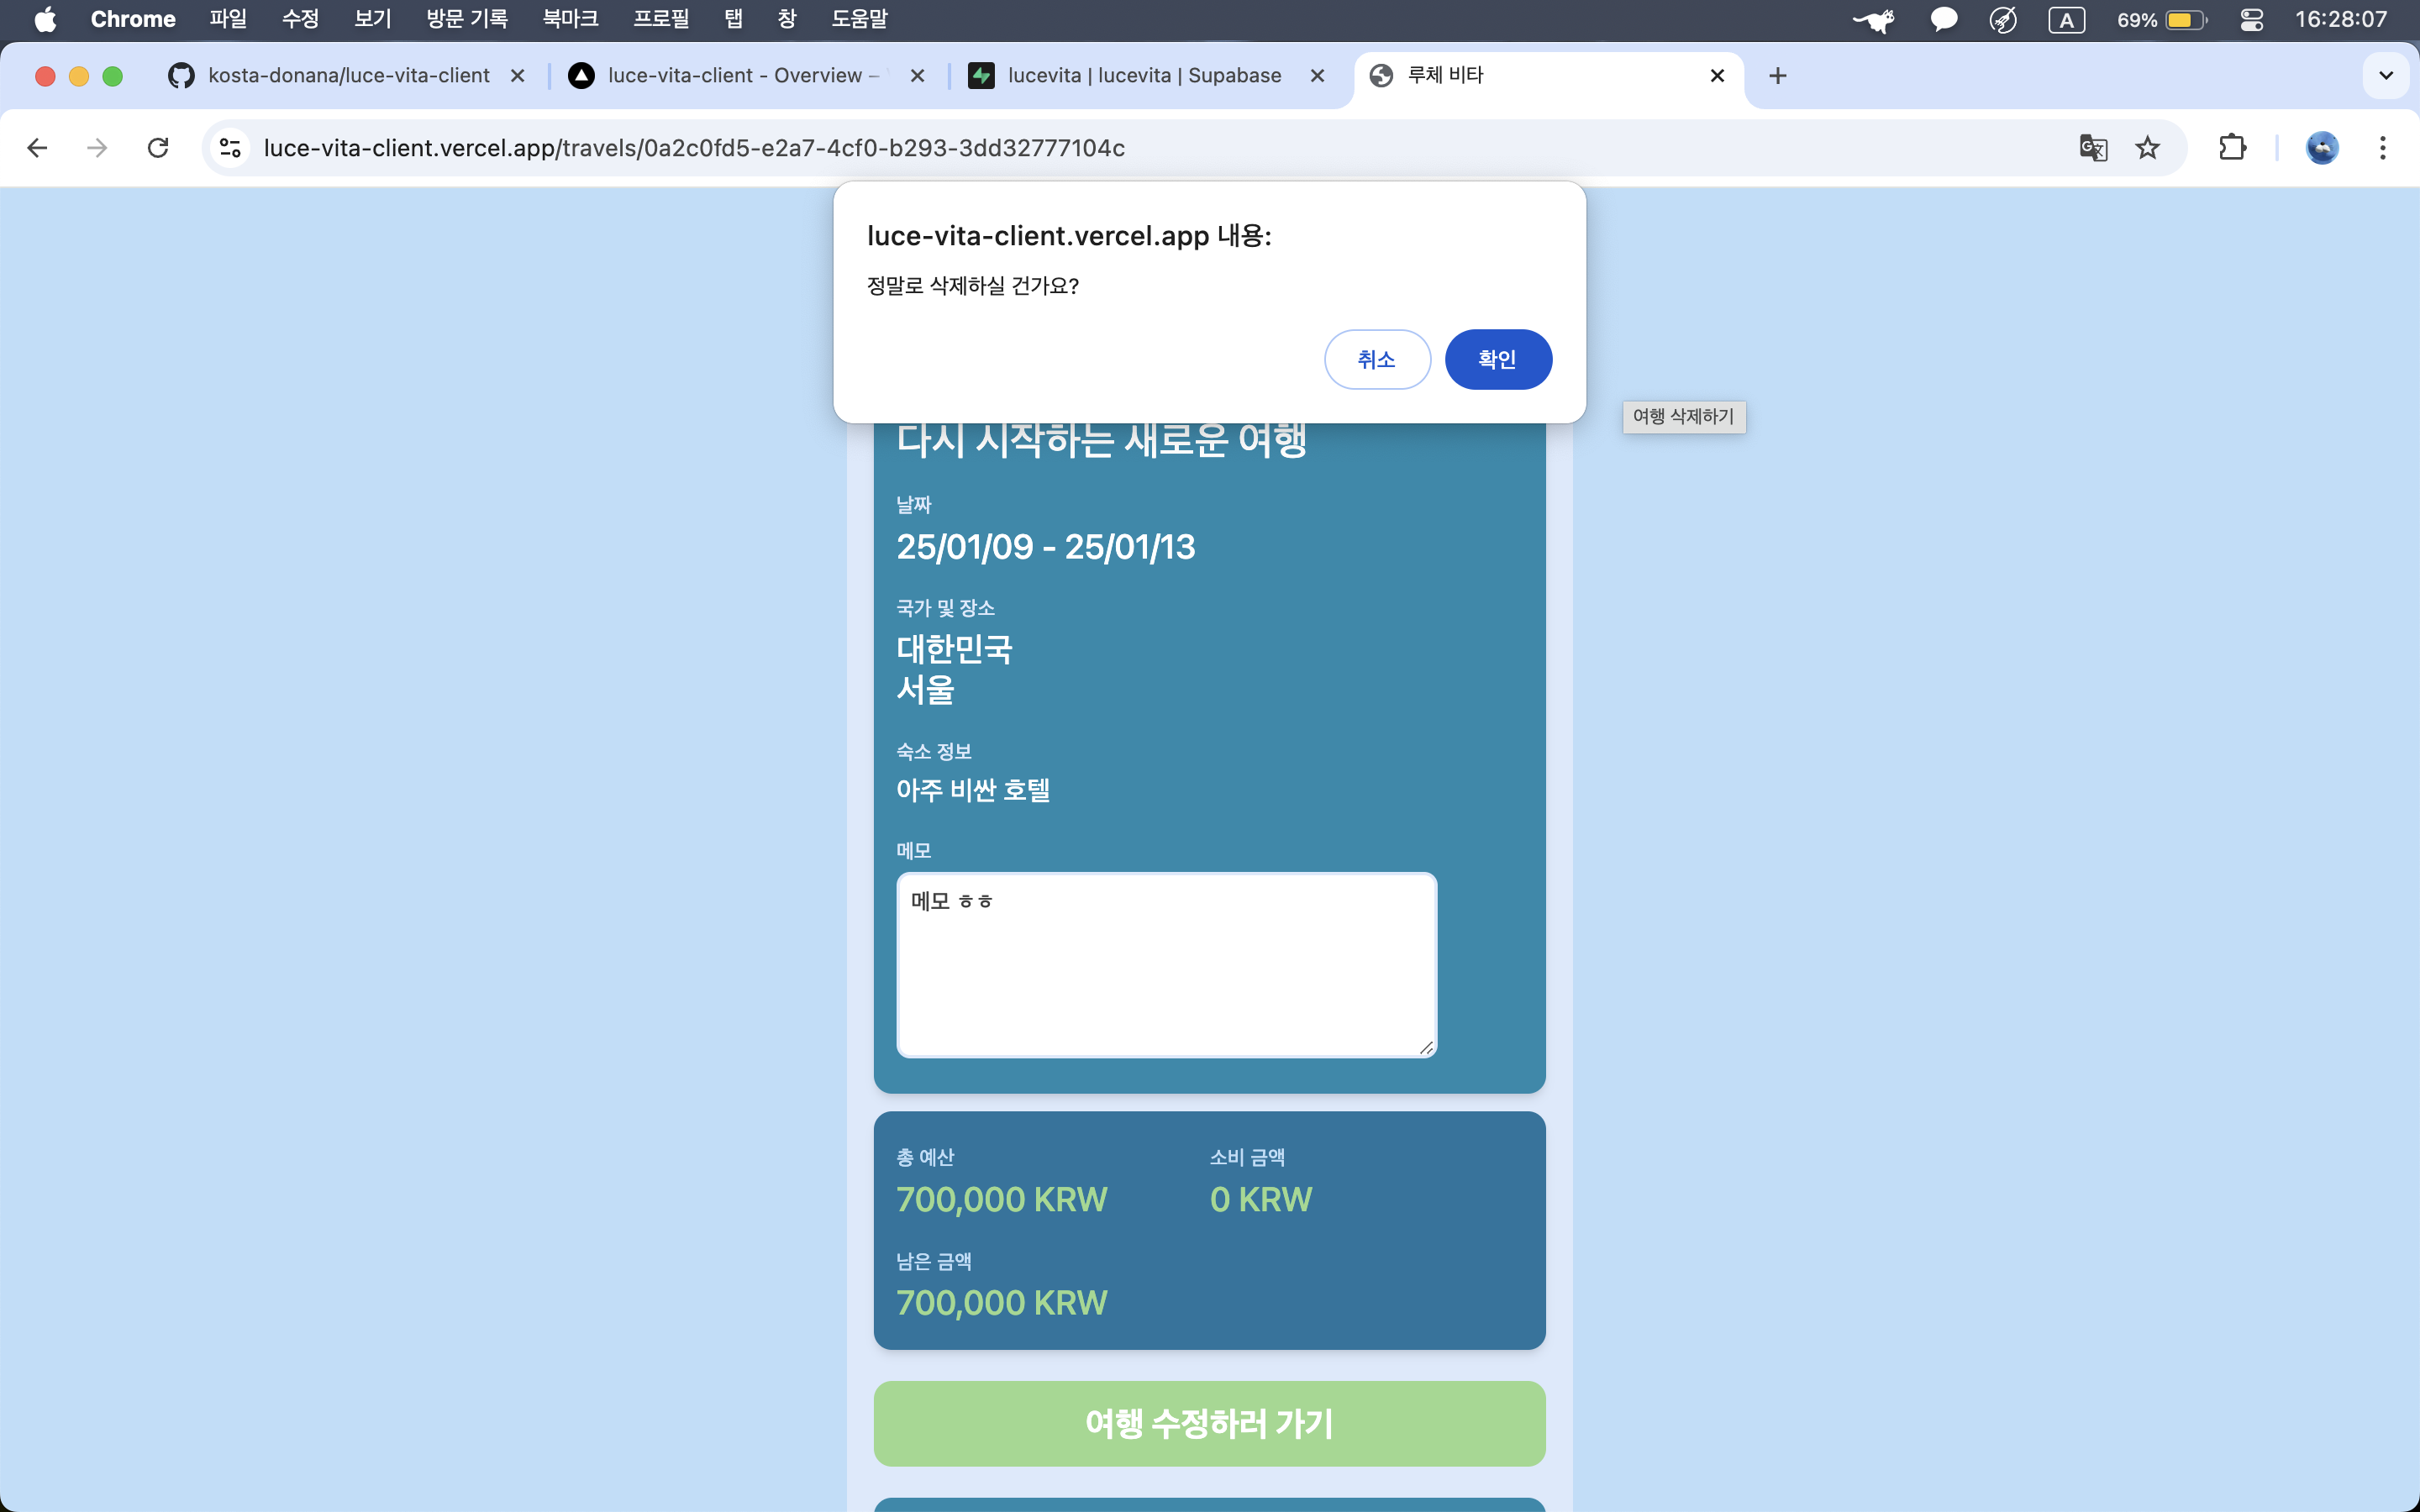 Chrome 파일 수정 보기 방문 기록 북마크 프로필 탭 창 도움말 A 69% 16:28:07
kosta-donana/luce-vita-client luce-vita-client - Overview – lucevita | lucevita | Supabase 루체 비타
luce-vita-client.vercel.app/travels/0a2c0fd5-e2a7-4cf0-b293-3dd32777104c
luce-vita-client.vercel.app 내용:
정말로 삭제하실 건가요?
취소 확인
여행 삭제하기
다시 시작하는 새로운 여행
날짜
25/01/09 - 25/01/13
국가 및 장소
대한민국
서울
숙소 정보
아주 비싼 호텔
메모
메모 ㅎㅎ
총 예산 소비 금액
700,000 KRW 0 KRW
남은 금액
700,000 KRW
여행 수정하러 가기